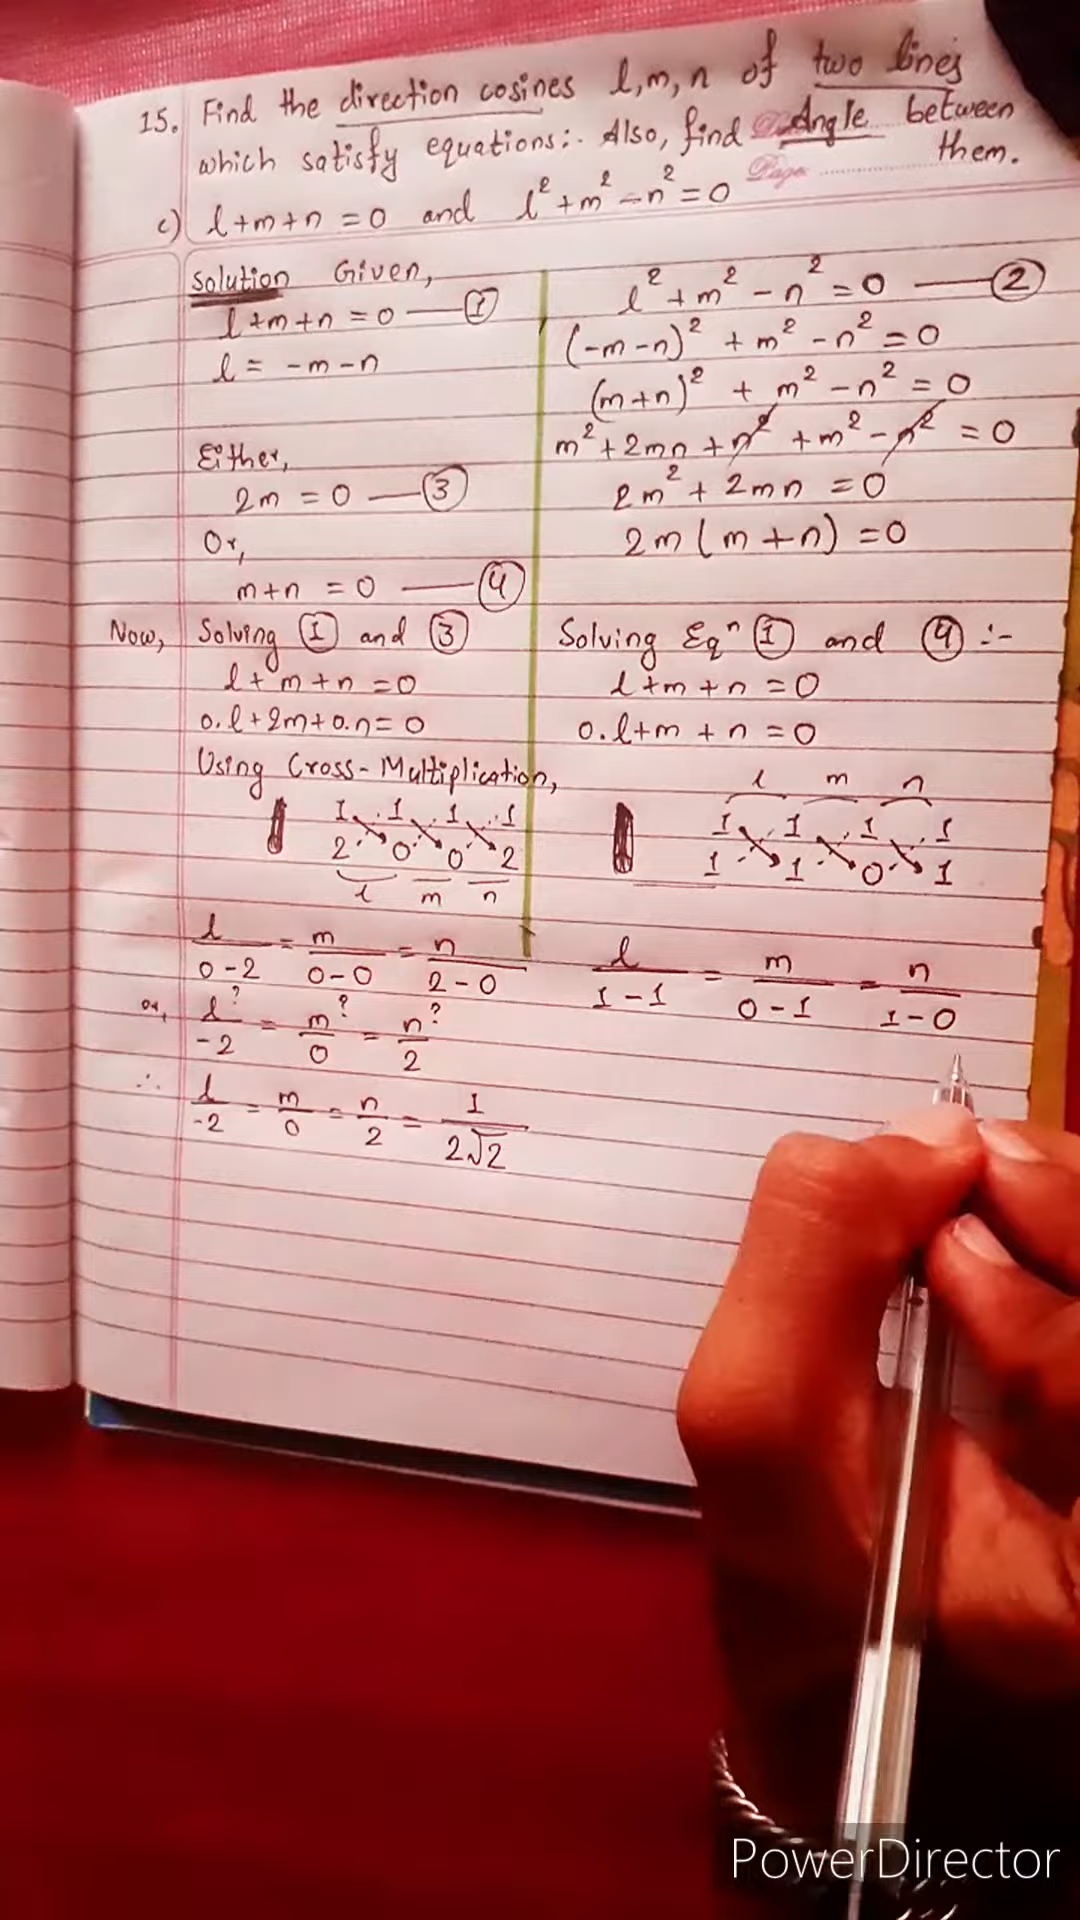 15. Find the direction cosines l, m, n of two lines
which satisfy equations:. Also, find Angle between
them.
Page
c) l+m+n = 0 and l²+m²-n² = 0
Solution Given,
l+m+n = 0 — ①
l = -m-n
Either,
2m = 0 — ③
Or,
m+n = 0 — ④
l²+m²-n² = 0 — ②
(-m-n)² + m² - n² = 0
(m+n)² + m² - n² = 0
m²+2mn+n² +m²-n² = 0
2m² + 2mn = 0
2m(m+n) = 0
Now, Solving ① and ③
l+m+n = 0
0.l+2m+0.n = 0
Using Cross-Multiplication,
1 1 1 1
2 0 0 2
l m n
l/0-2 = m/0-0 = n/2-0
or, l?/-2 = m?/0 = n?/2
∴ l/-2 = m/0 = n/2 = 1/2√2
Solving Eqⁿ ① and ④ :-
l+m+n = 0
0.l+m+n = 0
l m n
1 1 1 1
1 1 0 1
l/1-1 = m/0-1 = n/1-0
PowerDirector